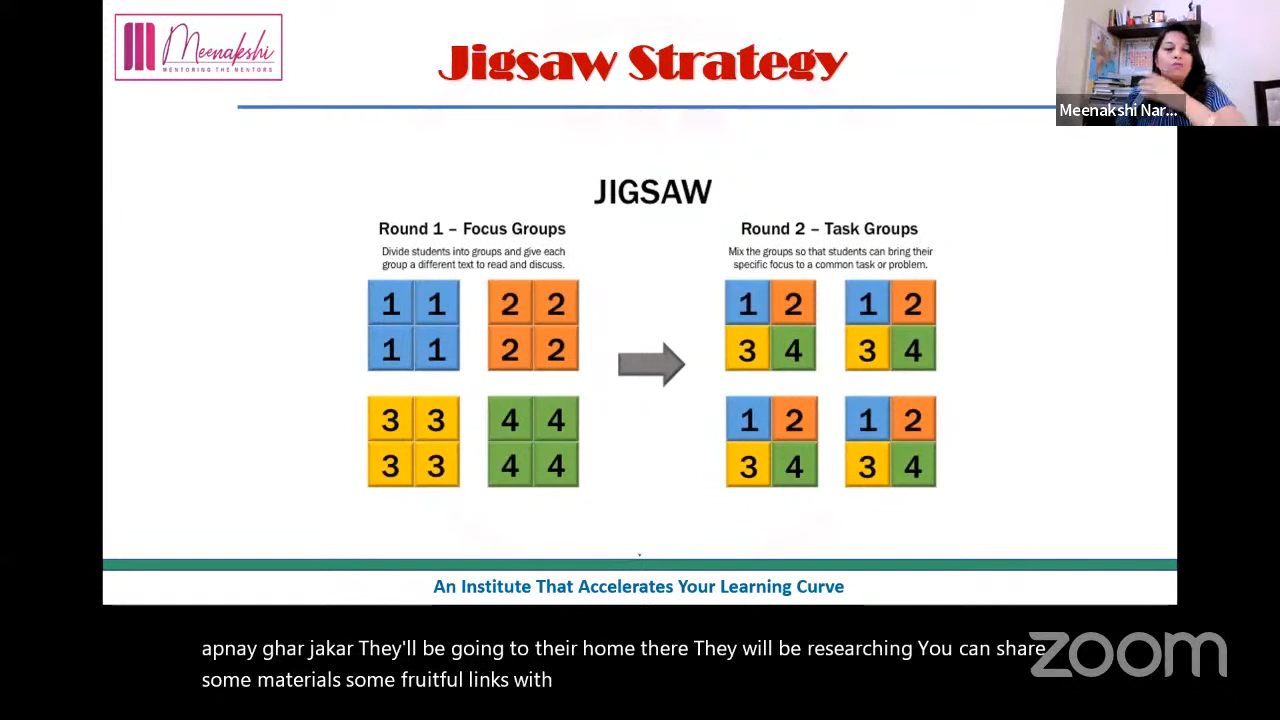 Meenakshi
MENTORING THE MENTORS
Jigsaw Strategy
Meenakshi Nar...
JIGSAW
Round 1 – Focus Groups
Divide students into groups and give each
group a different text to read and discuss.
1 1 2 2
1 1 2 2
3 3 4 4
3 3 4 4
Round 2 – Task Groups
Mix the groups so that students can bring their
specific focus to a common task or problem.
1 2 1 2
3 4 3 4
1 2 1 2
3 4 3 4
An Institute That Accelerates Your Learning Curve
apnay ghar jakar They'll be going to their home there They will be researching You can share
some materials some fruitful links with
zoom